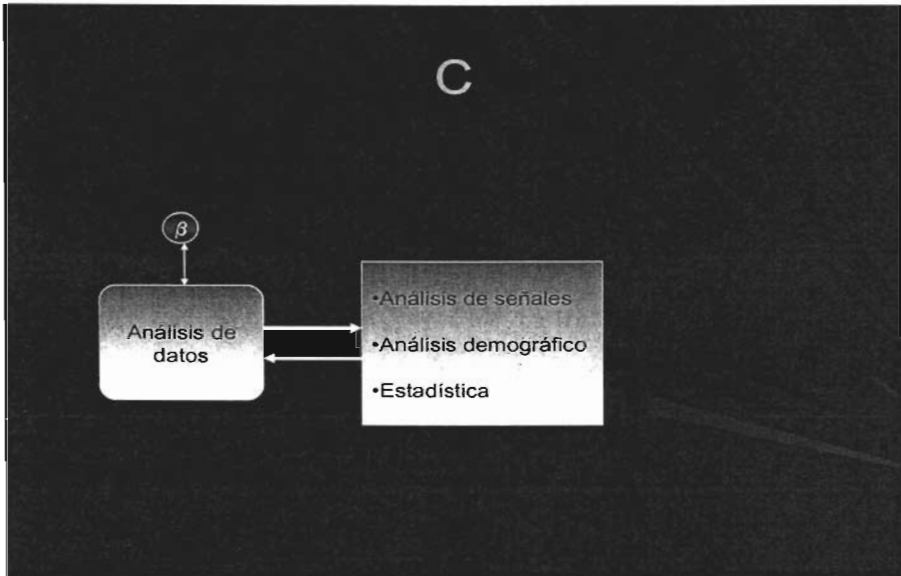 C
β
Análisis de
datos
•Análisis de señales
•Análisis demográfico
•Estadística